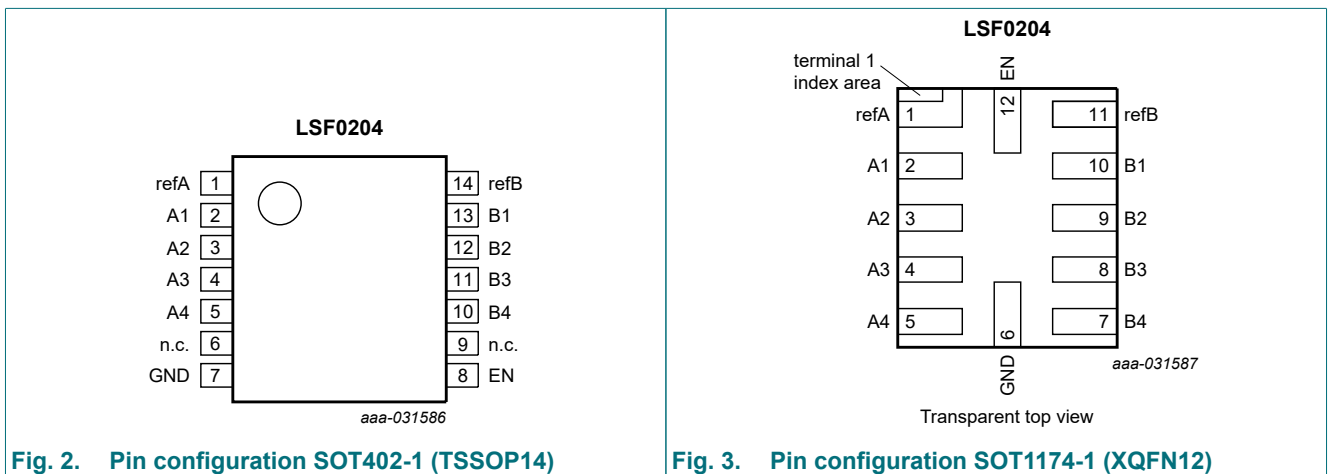 LSF0204
refA 1 14 refB
A1 2 13 B1
A2 3 12 B2
A3 4 11 B3
A4 5 10 B4
n.c. 6 9 n.c.
GND 7 8 EN
aaa-031586
Fig. 2. Pin configuration SOT402-1 (TSSOP14)
LSF0204
terminal 1
index area
EN
12
refA 1 11 refB
A1 2 10 B1
A2 3 9 B2
A3 4 8 B3
A4 5 7 B4
6
GND
aaa-031587
Transparent top view
Fig. 3. Pin configuration SOT1174-1 (XQFN12)